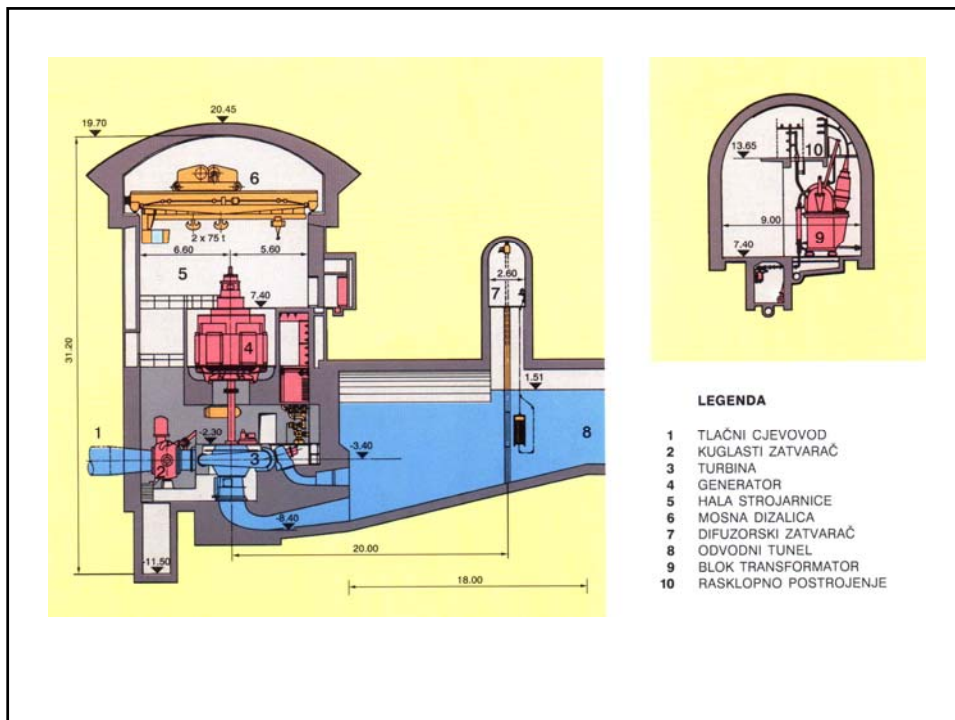 20.45
19.70
6
2 x 75 t
6.60
5.60
5
7.40
4
31.20
1
2
-2.30
3
-3.40
-8.40
-11.50
20.00
18.00
7
2.60
1.51
8
10
13.65
9.00
9
7.40
LEGENDA
1 TLAČNI CJEVOVOD
2 KUGLASTI ZATVARAČ
3 TURBINA
4 GENERATOR
5 HALA STROJARNICE
6 MOSNA DIZALICA
7 DIFUZORSKI ZATVARAČ
8 ODVODNI TUNEL
9 BLOK TRANSFORMATOR
10 RASKLOPNO POSTROJENJE